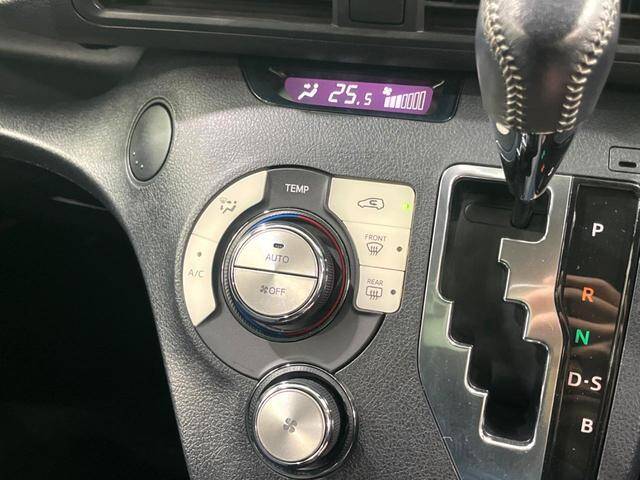 25.5
TEMP
AUTO
OFF
A/C
FRONT
REAR
P
R
N
D-S
B